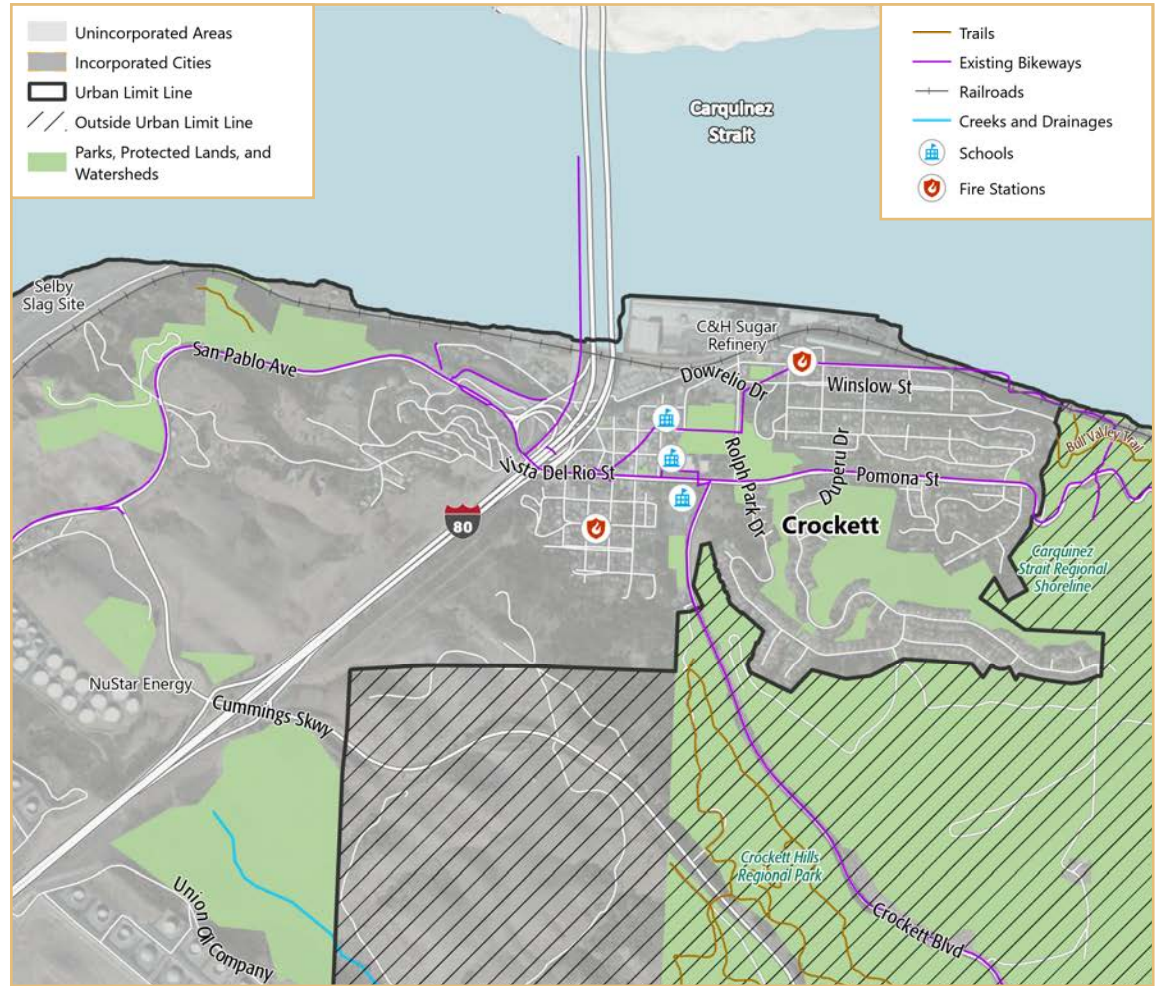 Unincorporated Areas
Incorporated Cities
Urban Limit Line
Outside Urban Limit Line
Parks, Protected Lands, and
Watersheds
Trails
Existing Bikeways
Railroads
Creeks and Drainages
Schools
Fire Stations
Carquinez
Strait
Selby
Slag Site
San Pablo Ave
C&H Sugar
Refinery
Dowrelio Dr
Winslow St
Bull Valley Trail
Vista Del Rio St
Rolph Park Dr
Duperu Dr
Pomona St
80
Crockett
Carquinez
Strait Regional
Shoreline
NuStar Energy
Cummings Skwy
Crockett Hills
Regional Park
Union Oil Company
Crockett Blvd